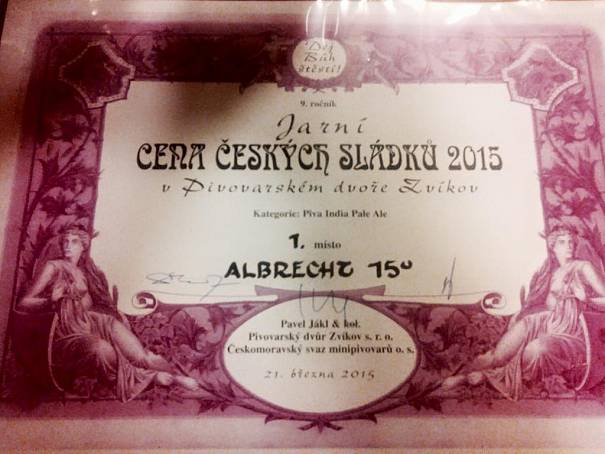 Dej
Bůh
štěstí!
9. ročník
Jarní
CENA ČESKÝCH SLÁDKŮ 2015
v Pivovarském dvoře Zvíkov
Kategorie: Piva India Pale Ale
1. místo
ALBRECHT 15°
Pavel Jákl & kol.
Pivovarský dvůr Zvíkov s. r. o.
Českomoravský svaz minipivovarů o. s.
21. března 2015